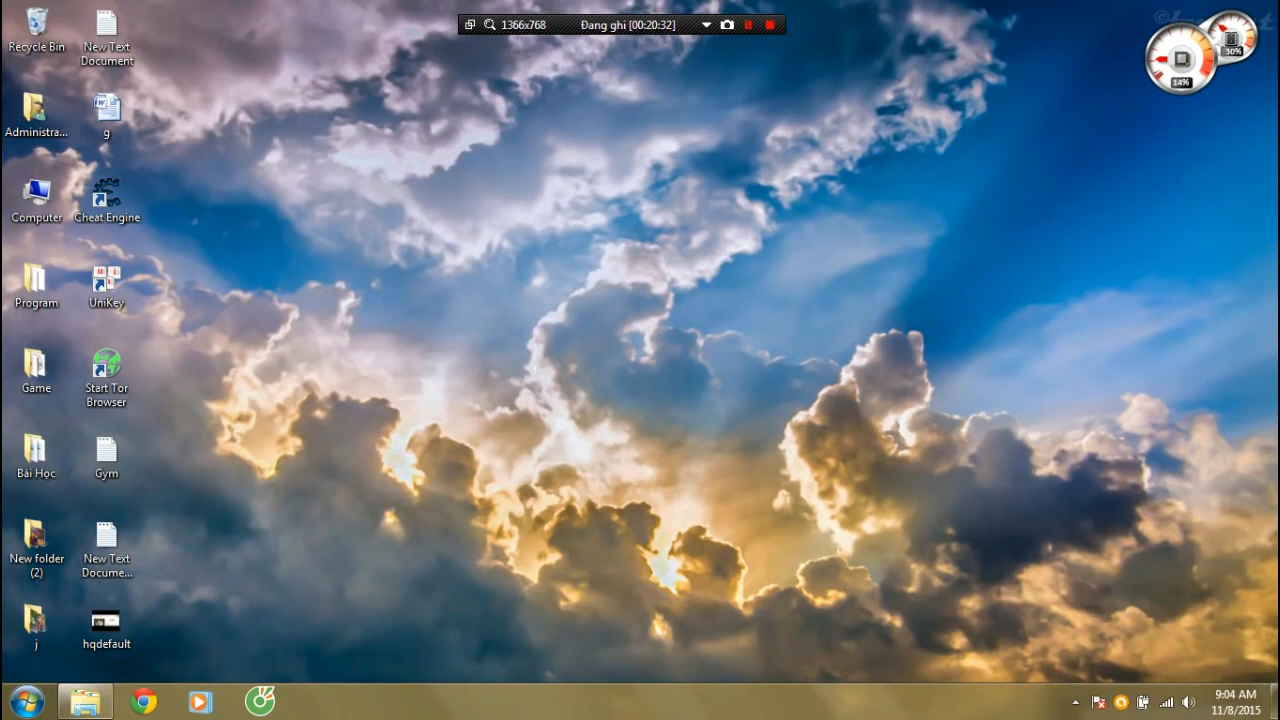 1366x768
Đang ghi [00:20:32]
30%
14%
Recycle Bin
New Text
Document
Administra...
g
Computer
Cheat Engine
Program
UniKey
Game
Start Tor
Browser
Bài Học
Gym
New folder
(2)
New Text
Docume...
j
hqdefault
9:04 AM
11/8/2015